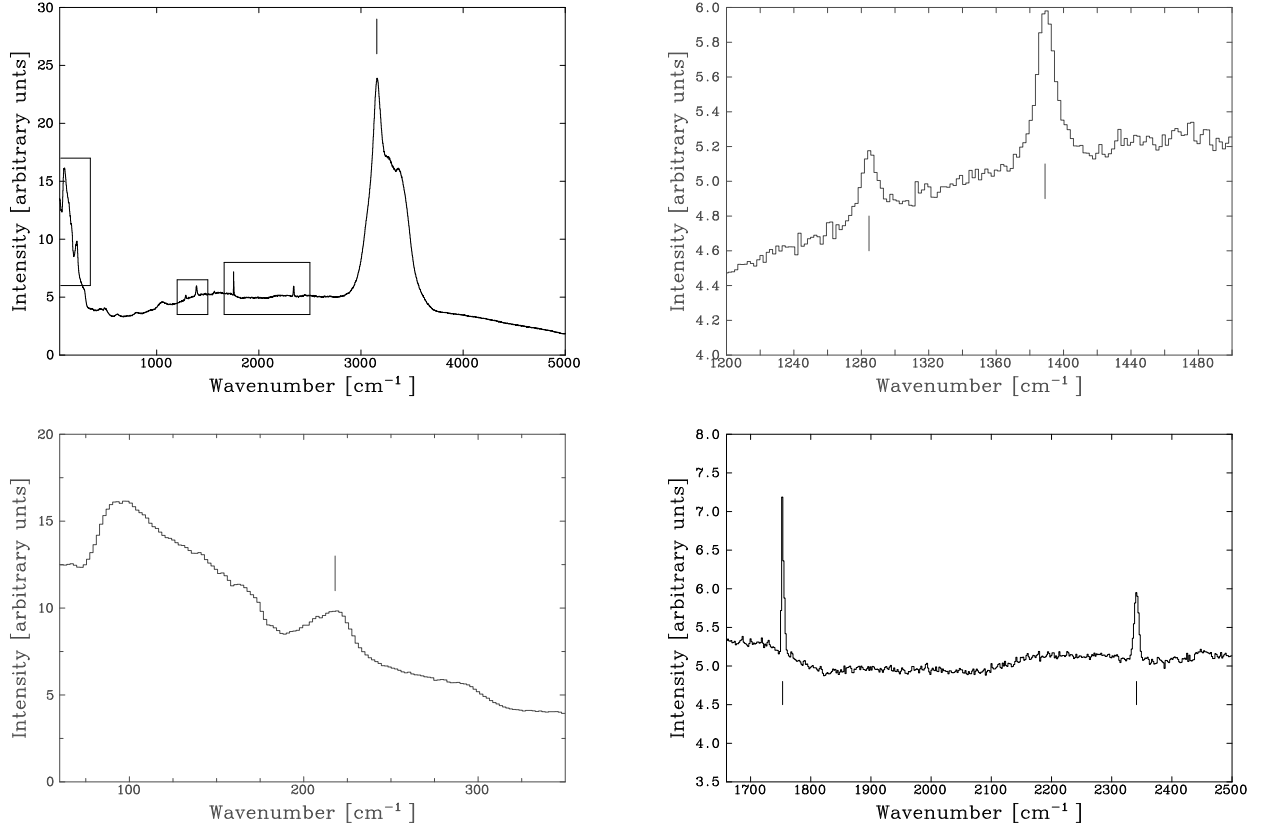 30
25
20
15
10
5
0
1000 2000 3000 4000 5000
Intensity [arbitrary unts]
Wavenumber [cm⁻¹ ]
6.0
5.8
5.6
5.4
5.2
5.0
4.8
4.6
4.4
4.2
4.0
1200 1240 1280 1320 1360 1400 1440 1480
Intensity [arbitrary unts]
Wavenumber [cm⁻¹ ]
20
15
10
5
0
100 200 300
Intensity [arbitrary unts]
Wavenumber [cm⁻¹ ]
8.0
7.5
7.0
6.5
6.0
5.5
5.0
4.5
4.0
3.5
1700 1800 1900 2000 2100 2200 2300 2400 2500
Intensity [arbitrary unts]
Wavenumber [cm⁻¹ ]